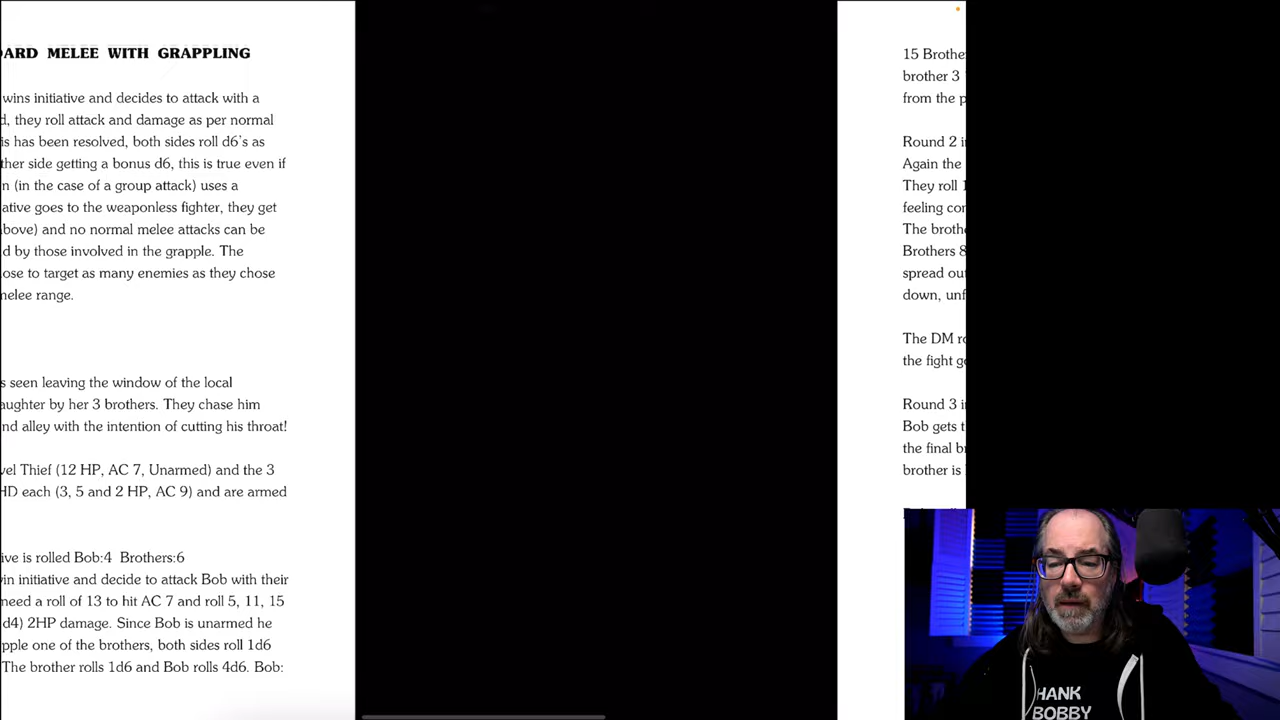 ARD MELEE WITH GRAPPLING
wins initiative and decides to attack with a
d, they roll attack and damage as per normal
is has been resolved, both sides roll d6's as
ther side getting a bonus d6, this is true even if
n (in the case of a group attack) uses a
ative goes to the weaponless fighter, they get
above) and no normal melee attacks can be
d by those involved in the grapple. The
ose to target as many enemies as they chose
nelee range.
s seen leaving the window of the local
aughter by her 3 brothers. They chase him
nd alley with the intention of cutting his throat!
vel Thief (12 HP, AC 7, Unarmed) and the 3
HD each (3, 5 and 2 HP, AC 9) and are armed
ive is rolled Bob:4 Brothers:6
vin initiative and decide to attack Bob with their
need a roll of 13 to hit AC 7 and roll 5, 11, 15
d4) 2HP damage. Since Bob is unarmed he
pple one of the brothers, both sides roll 1d6
The brother rolls 1d6 and Bob rolls 4d6. Bob:
15 Brothe
brother 3
from the p
Round 2 i
Again the
They roll 1
feeling con
The broth
Brothers 8
spread ou
down, unf
The DM ro
the fight g
Round 3 i
Bob gets t
the final b
brother is
HANK
BOBBY